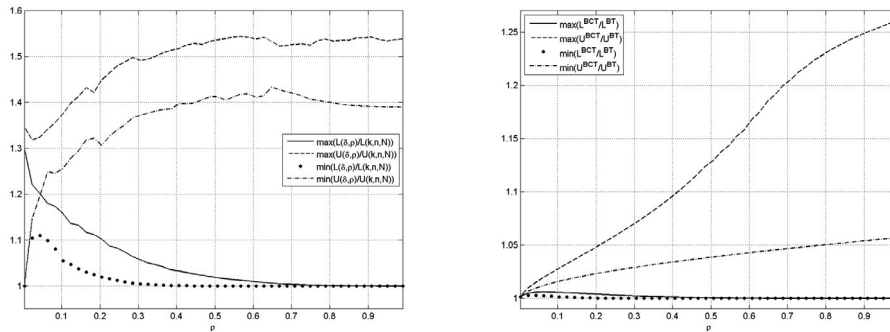 1.6
1.5
1.4
1.3
1.2
1.1
1
max(L(δ,ρ)/L(k,n,N))
max(U(δ,ρ)/U(k,n,N))
min(L(δ,ρ)/L(k,n,N))
min(U(δ,ρ)/U(k,n,N))
0.1 0.2 0.3 0.4 0.5 0.6 0.7 0.8 0.9
ρ
1.25
1.2
1.15
1.1
1.05
1
max(L^BCT/L^BT)
max(U^BCT/U^BT)
min(L^BCT/L^BT)
min(U^BCT/U^BT)
0.1 0.2 0.3 0.4 0.5 0.6 0.7 0.8 0.9
ρ